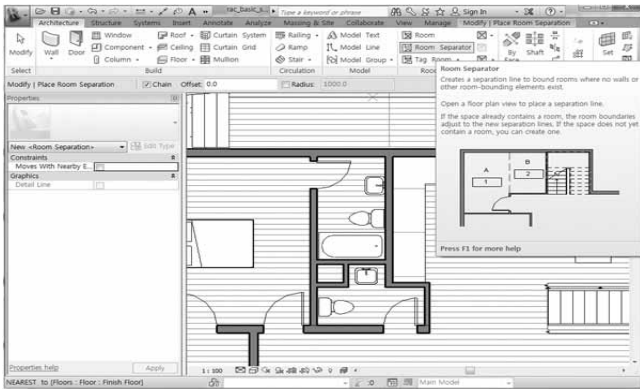 rac_basic_s... Type a keyword or phrase Sign In
Architecture Structure Systems Insert Annotate Analyze Massing & Site Collaborate View Manage Modify | Place Room Separation
Modify Wall Door Window Component Column Roof Ceiling Floor Curtain System Curtain Grid Mullion Railing Ramp Stair Model Text Model Line Model Group Room Room Separator Tag Room By Shaft Set
Select Build Circulation Model
Modify | Place Room Separation Chain Offset: 0.0 Radius: 1000.0
Properties
New <Room Separation> Edit Type
Constraints
Moves With Nearby E...
Graphics
Detail Line
Properties help Apply
Room Separator
Creates a separation line to bound rooms where no walls or
other room-bounding elements exist.
Open a floor plan view to place a separation line.
If the space already contains a room, the room boundaries
adjust to the new separation lines. If the space does not yet
contain a room, you can create one.
A
1
B
2
Press F1 for more help
1 : 100
NEAREST to [Floors : Floor : Finish Floor] :0 Main Model